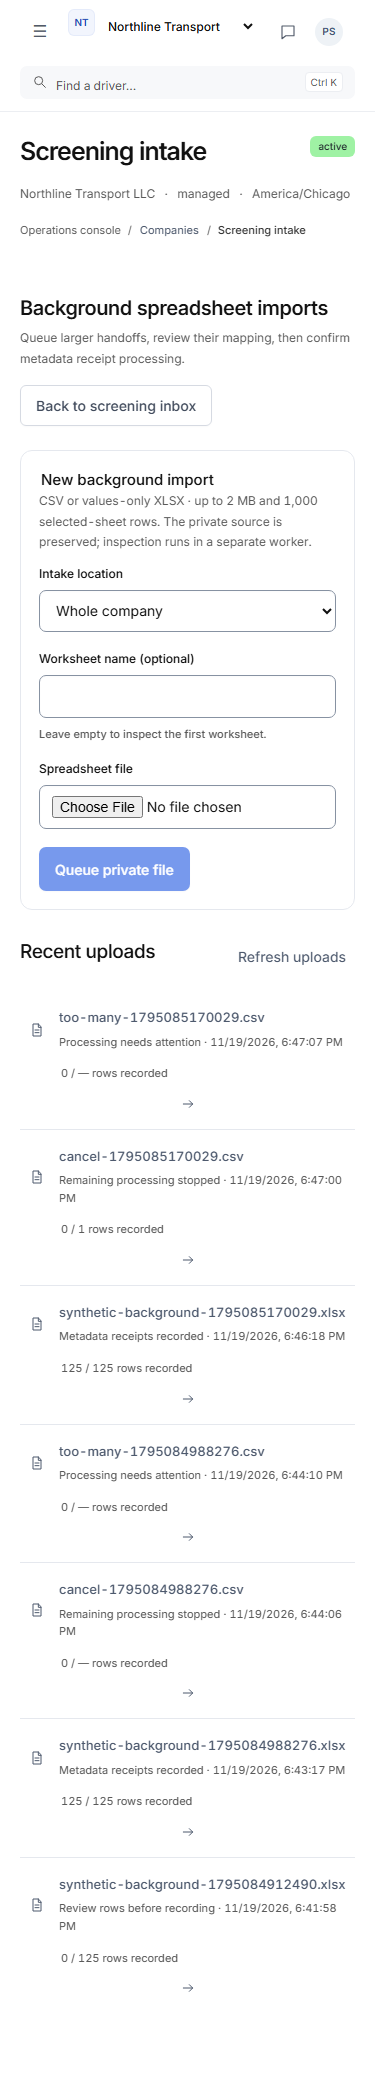 NT
Northline Transport
PS
Find a driver...
Ctrl K
Screening intake
active
Northline Transport LLC · managed · America/Chicago
Operations console / Companies / Screening intake
Background spreadsheet imports
Queue larger handoffs, review their mapping, then confirm
metadata receipt processing.
Back to screening inbox
New background import
CSV or values-only XLSX · up to 2 MB and 1,000
selected-sheet rows. The private source is
preserved; inspection runs in a separate worker.
Intake location
Whole company
Worksheet name (optional)
Leave empty to inspect the first worksheet.
Spreadsheet file
Choose File No file chosen
Queue private file
Recent uploads
Refresh uploads
too-many-1795085170029.csv
Processing needs attention · 11/19/2026, 6:47:07 PM
0 / — rows recorded
→
cancel-1795085170029.csv
Remaining processing stopped · 11/19/2026, 6:47:00
PM
0 / 1 rows recorded
→
synthetic-background-1795085170029.xlsx
Metadata receipts recorded · 11/19/2026, 6:46:18 PM
125 / 125 rows recorded
→
too-many-1795084988276.csv
Processing needs attention · 11/19/2026, 6:44:10 PM
0 / — rows recorded
→
cancel-1795084988276.csv
Remaining processing stopped · 11/19/2026, 6:44:06
PM
0 / — rows recorded
→
synthetic-background-1795084988276.xlsx
Metadata receipts recorded · 11/19/2026, 6:43:17 PM
125 / 125 rows recorded
→
synthetic-background-1795084912490.xlsx
Review rows before recording · 11/19/2026, 6:41:58
PM
0 / 125 rows recorded
→